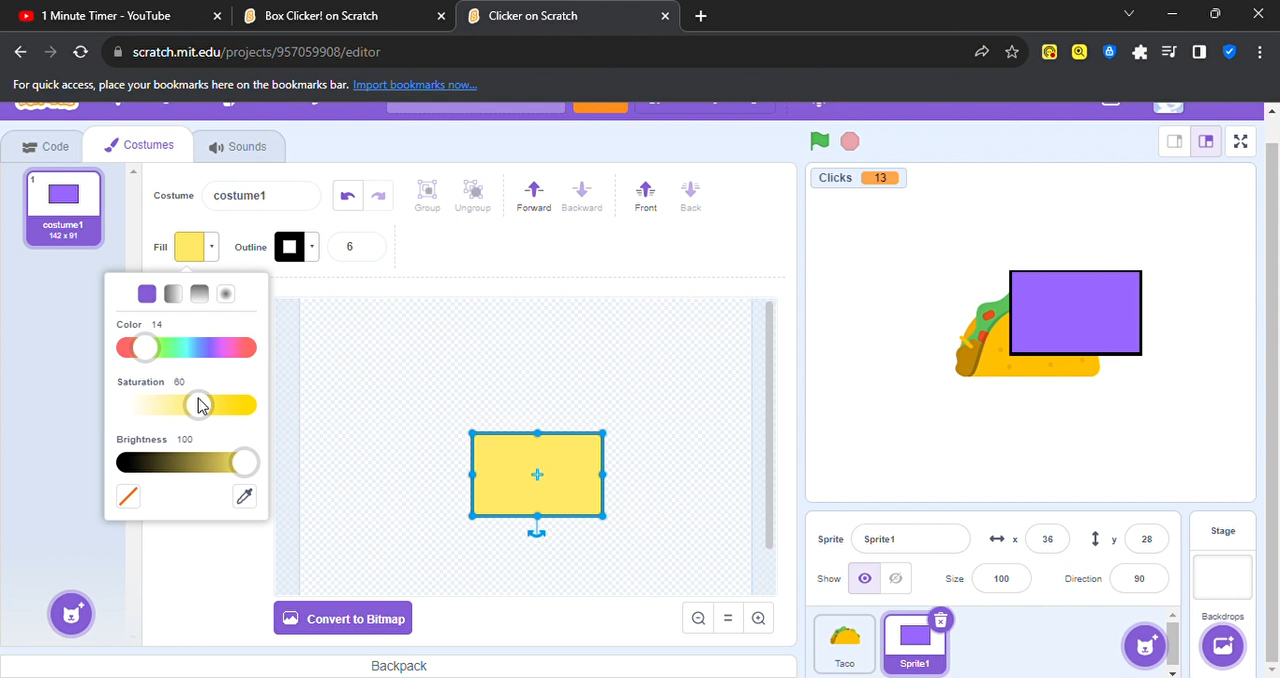 1 Minute Timer - YouTube
Box Clicker! on Scratch
Clicker on Scratch
scratch.mit.edu/projects/957059908/editor
For quick access, place your bookmarks here on the bookmarks bar. Import bookmarks now...
Code
Costumes
Sounds
1
costume1
142 x 91
Costume
costume1
Group
Ungroup
Forward
Backward
Front
Back
Fill
Outline
6
Color 14
Saturation 60
Brightness 100
Convert to Bitmap
Backpack
Clicks 13
Sprite
Sprite1
x 36
y 28
Show
Size 100
Direction 90
Taco
Sprite1
Stage
Backdrops